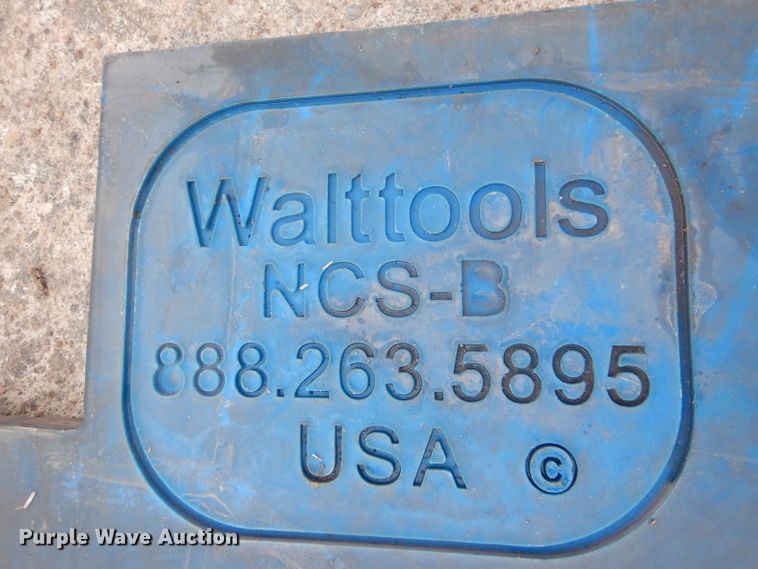 Walttools
NCS-B
888.263.5895
USA ©
Purple Wave Auction